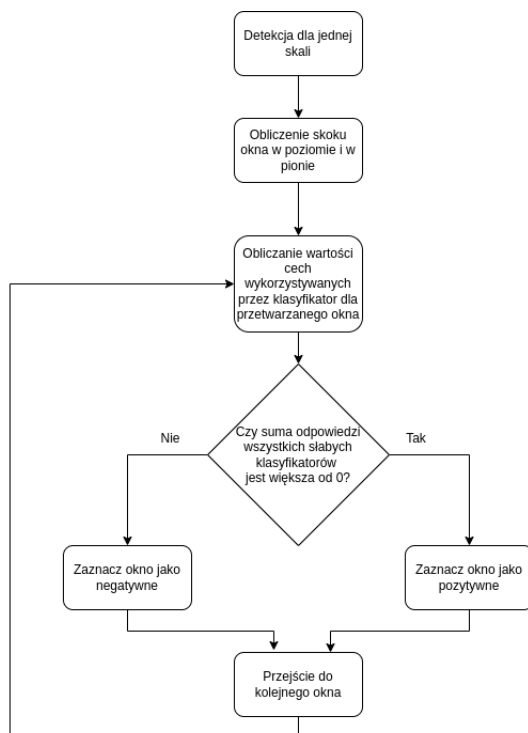 Detekcja dla jednej
skali
Obliczenie skoku
okna w poziomie i w
pionie
Obliczanie wartości
cech
wykorzystywanych
przez klasyfikator dla
przetwarzanego okna
Czy suma odpowiedzi
wszystkich słabych
klasyfikatorów
jest większa od 0?
Nie
Tak
Zaznacz okno jako
negatywne
Zaznacz okno jako
pozytywne
Przejście do
kolejnego okna